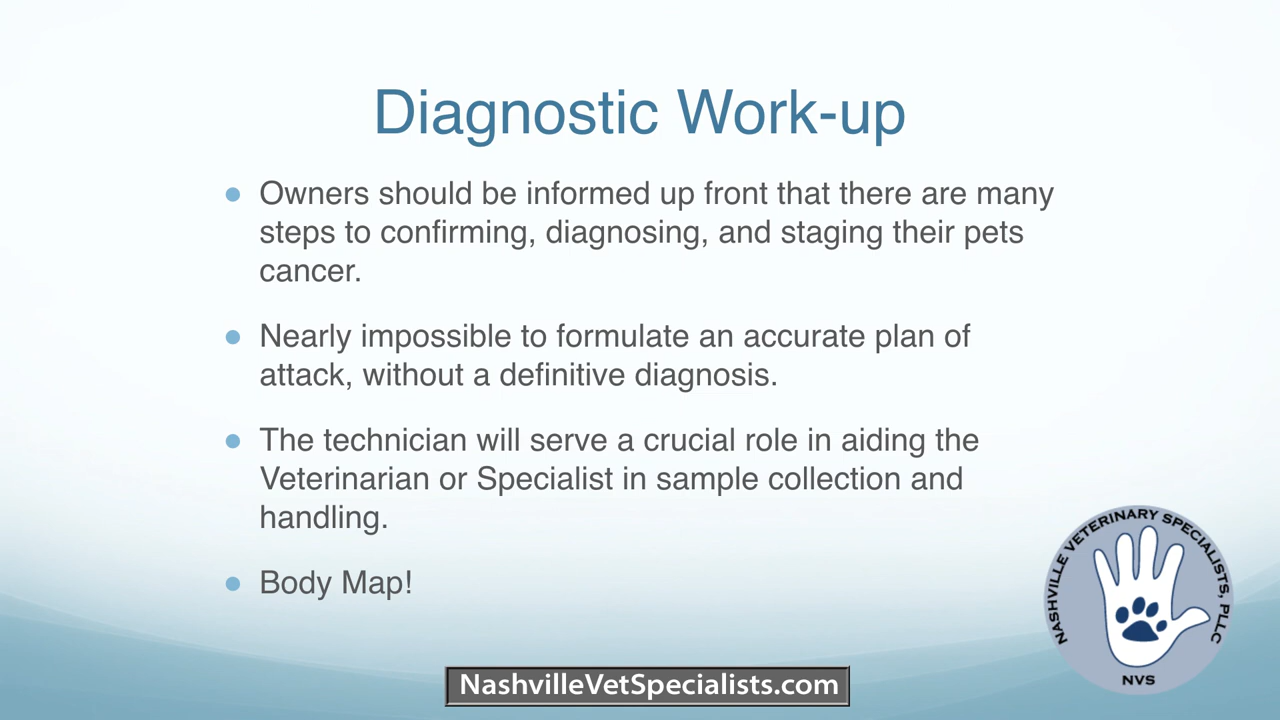 Diagnostic Work-up
● Owners should be informed up front that there are many
steps to confirming, diagnosing, and staging their pets
cancer.
● Nearly impossible to formulate an accurate plan of
attack, without a definitive diagnosis.
● The technician will serve a crucial role in aiding the
Veterinarian or Specialist in sample collection and
handling.
● Body Map!
NASHVILLE VETERINARY SPECIALISTS, PLLC
NVS
NashvilleVetSpecialists.com